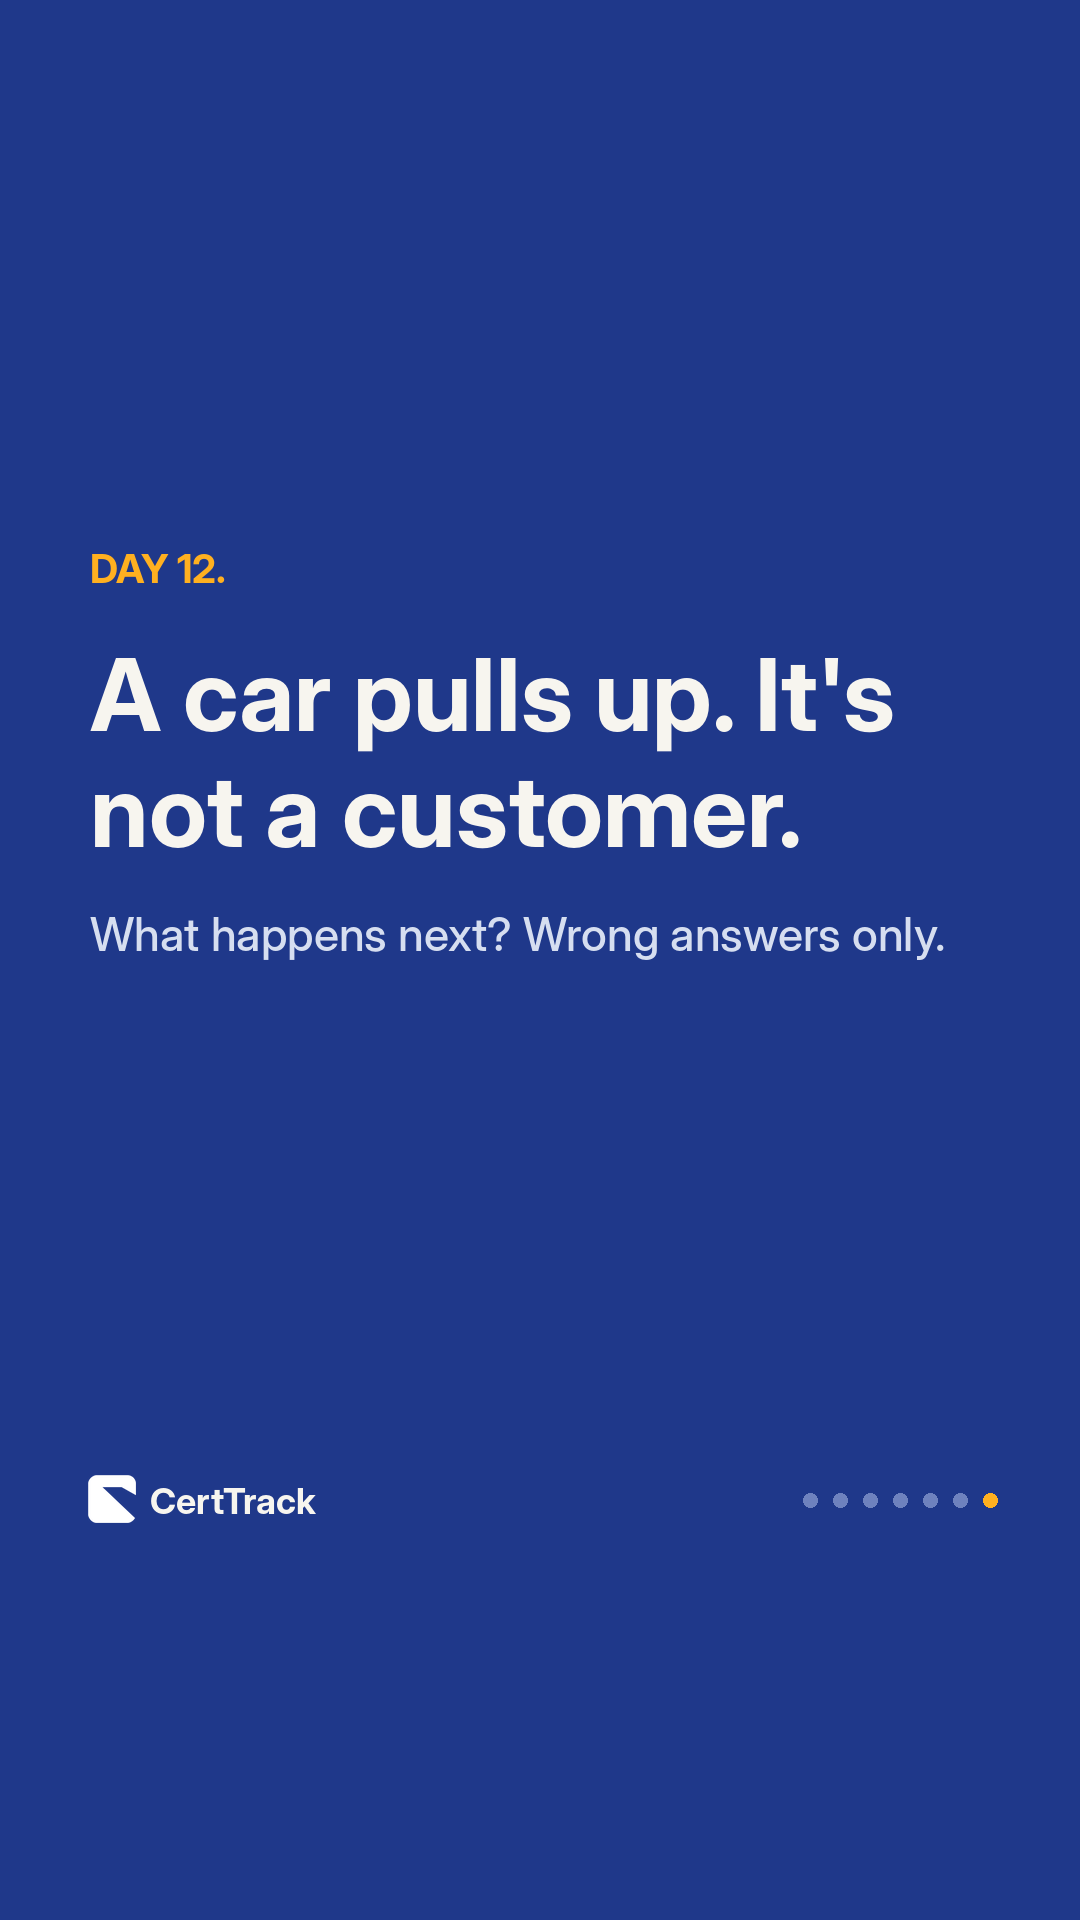 DAY 12.
A car pulls up. It's
not a customer.
What happens next? Wrong answers only.
CertTrack